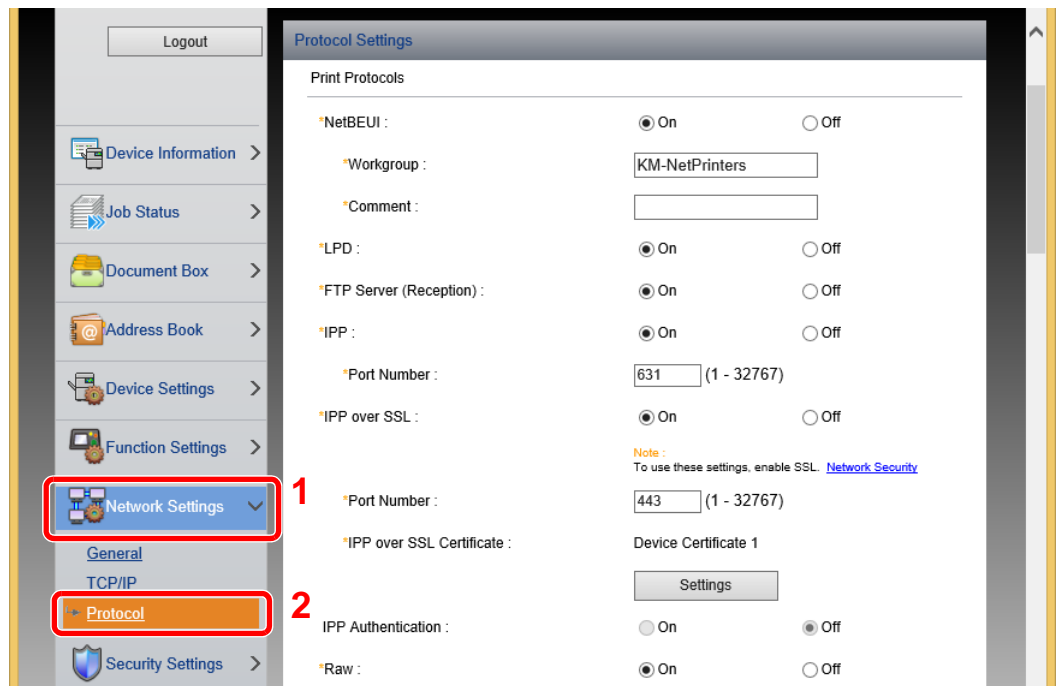 Logout
Device Information
Job Status
Document Box
Address Book
Device Settings
Function Settings
Network Settings
1
General
TCP/IP
Protocol
2
Security Settings
Protocol Settings
Print Protocols
*NetBEUI : On Off
*Workgroup : KM-NetPrinters
*Comment :
*LPD : On Off
*FTP Server (Reception) : On Off
*IPP : On Off
*Port Number : 631 (1 - 32767)
*IPP over SSL : On Off
Note :
To use these settings, enable SSL. Network Security
*Port Number : 443 (1 - 32767)
*IPP over SSL Certificate : Device Certificate 1
Settings
IPP Authentication : On Off
*Raw : On Off